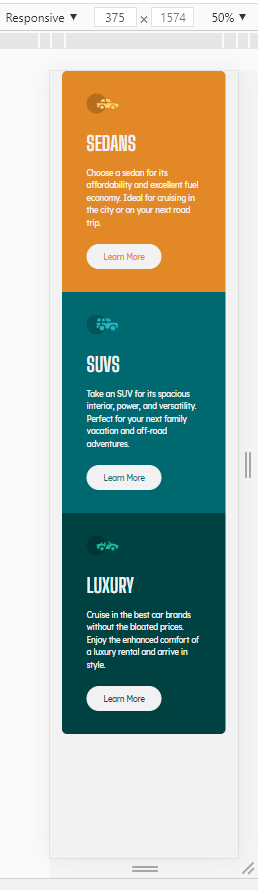 Responsive ▼ 375 × 1574 50% ▼
SEDANS
Choose a sedan for its
affordability and excellent fuel
economy. Ideal for cruising in
the city or on your next road
trip.
Learn More
SUVS
Take an SUV for its spacious
interior, power, and versatility.
Perfect for your next family
vacation and off-road
adventures.
Learn More
LUXURY
Cruise in the best car brands
without the bloated prices.
Enjoy the enhanced comfort of
a luxury rental and arrive in
style.
Learn More